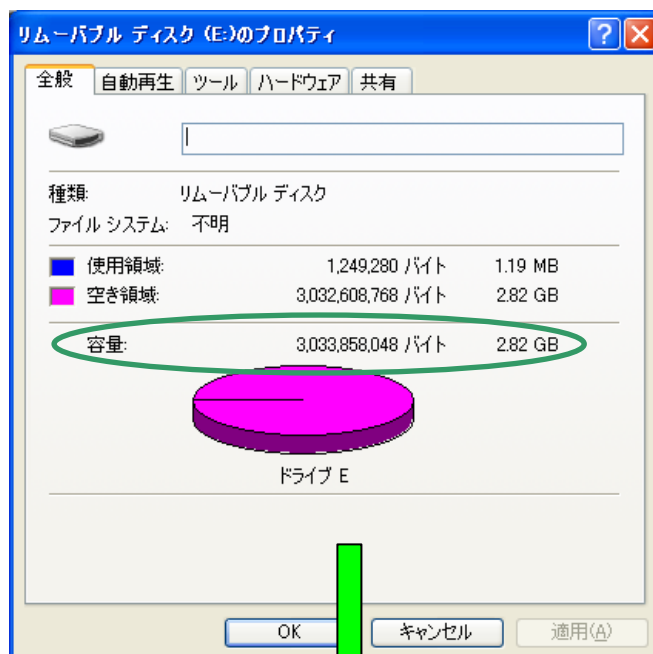 リムーバブル ディスク (E:)のプロパティ
全般 自動再生 ツール ハードウェア 共有
種類: リムーバブル ディスク
ファイル システム: 不明
使用領域: 1,249,280 バイト 1.19 MB
空き領域: 3,032,608,768 バイト 2.82 GB
容量: 3,033,858,048 バイト 2.82 GB
ドライブ E
OK キャンセル 適用(A)